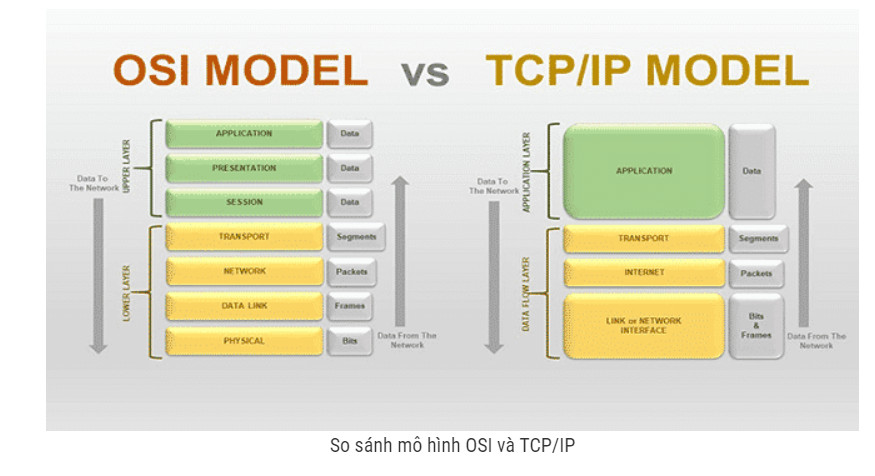 OSI MODEL vs TCP/IP MODEL
UPPER LAYER
APPLICATION Data
PRESENTATION Data
SESSION Data
Data To
The Network
LOWER LAYER
TRANSPORT Segments
NETWORK Packets
DATA LINK Frames
PHYSICAL Bits
Data From The
Network
APPLICATION LAYER
APPLICATION Data
Data To
The Network
DATA FLOW LAYER
TRANSPORT Segments
INTERNET Packets
LINK or NETWORK
INTERFACE
Bits
&
Frames
Data From The
Network
So sánh mô hình OSI và TCP/IP